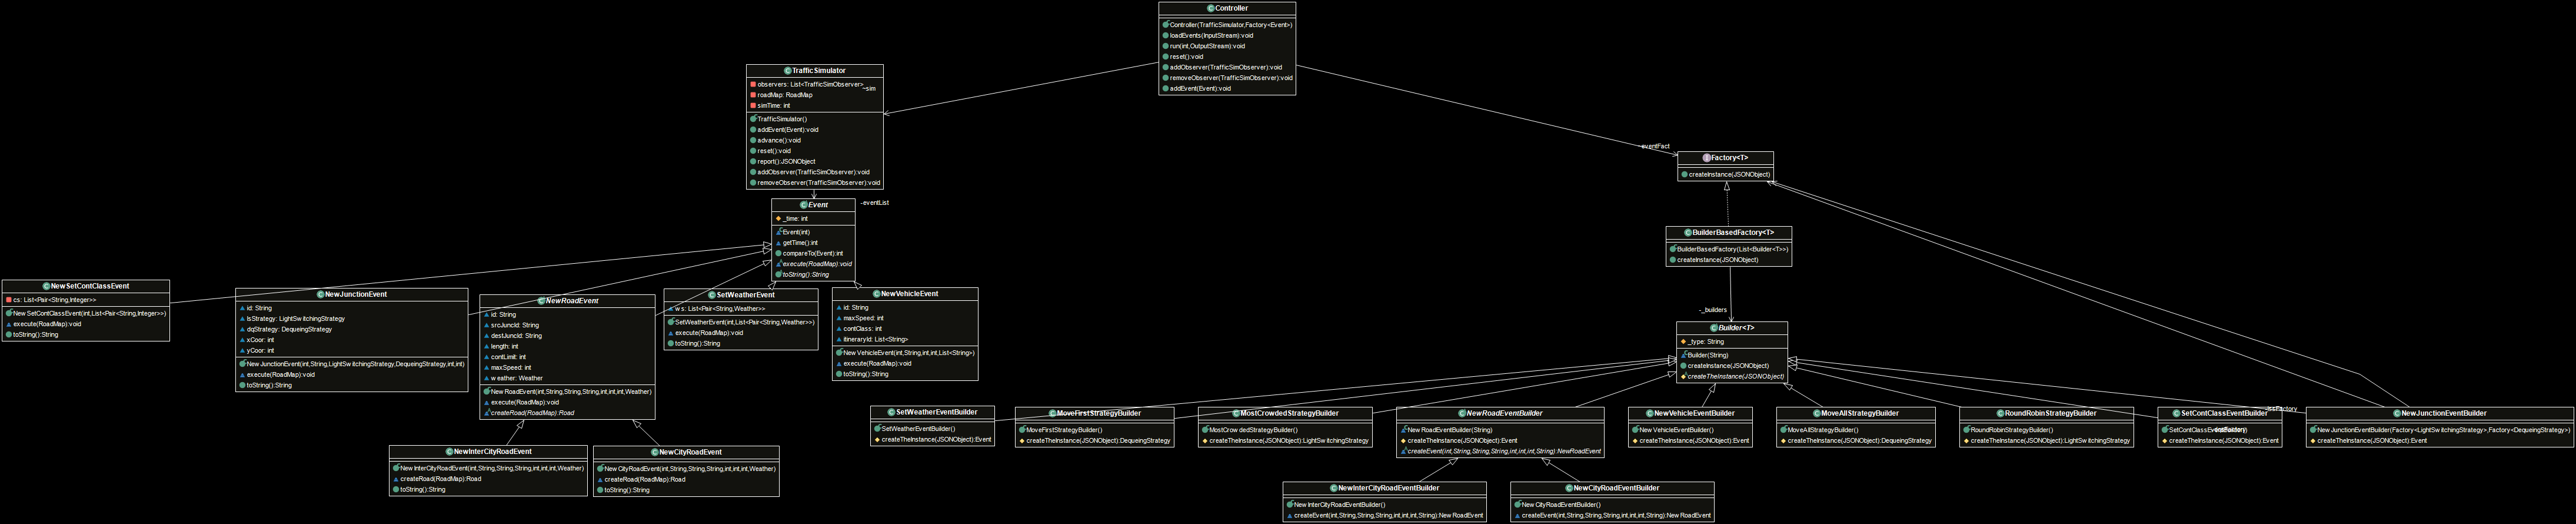 Controller
Controller(TrafficSimulator,Factory<Event>)
loadEvents(InputStream):void
run(int,OutputStream):void
reset():void
addObserver(TrafficSimObserver):void
removeObserver(TrafficSimObserver):void
addEvent(Event):void
TrafficSimulator
observers: List<TrafficSimObserver>
roadMap: RoadMap
simTime: int
TrafficSimulator()
addEvent(Event):void
advance():void
reset():void
report():JSONObject
addObserver(TrafficSimObserver):void
removeObserver(TrafficSimObserver):void
~sim
-eventFact
Factory<T>
createInstance(JSONObject)
Event
_time: int
Event(int)
getTime():int
compareTo(Event):int
execute(RoadMap):void
toString():String
-eventList
BuilderBasedFactory<T>
BuilderBasedFactory(List<Builder<T>>)
createInstance(JSONObject)
NewSetContClassEvent
cs: List<Pair<String,Integer>>
NewSetContClassEvent(int,List<Pair<String,Integer>>)
execute(RoadMap):void
toString():String
NewJunctionEvent
id: String
lsStrategy: LightSwitchingStrategy
dqStrategy: DequeingStrategy
xCoor: int
yCoor: int
NewJunctionEvent(int,String,LightSwitchingStrategy,DequeingStrategy,int,int)
execute(RoadMap):void
toString():String
NewRoadEvent
id: String
srcJuncId: String
destJuncId: String
length: int
contLimit: int
maxSpeed: int
weather: Weather
NewRoadEvent(int,String,String,String,int,int,int,Weather)
execute(RoadMap):void
createRoad(RoadMap):Road
SetWeatherEvent
ws: List<Pair<String,Weather>>
SetWeatherEvent(int,List<Pair<String,Weather>>)
execute(RoadMap):void
toString():String
NewVehicleEvent
id: String
maxSpeed: int
contClass: int
itineraryId: List<String>
NewVehicleEvent(int,String,int,int,List<String>)
execute(RoadMap):void
toString():String
-_builders
Builder<T>
_type: String
Builder(String)
createInstance(JSONObject)
createTheInstance(JSONObject)
SetWeatherEventBuilder
SetWeatherEventBuilder()
createTheInstance(JSONObject):Event
MoveFirstStrategyBuilder
MoveFirstStrategyBuilder()
createTheInstance(JSONObject):DequeingStrategy
MostCrowdedStrategyBuilder
MostCrowdedStrategyBuilder()
createTheInstance(JSONObject):LightSwitchingStrategy
NewRoadEventBuilder
NewRoadEventBuilder(String)
createTheInstance(JSONObject):Event
createEvent(int,String,String,String,int,int,int,String):NewRoadEvent
NewVehicleEventBuilder
NewVehicleEventBuilder()
createTheInstance(JSONObject):Event
MoveAllStrategyBuilder
MoveAllStrategyBuilder()
createTheInstance(JSONObject):DequeingStrategy
RoundRobinStrategyBuilder
RoundRobinStrategyBuilder()
createTheInstance(JSONObject):LightSwitchingStrategy
SetContClassEventBuilder
createTheInstance(JSONObject):Event
NewJunctionEventBuilder
NewJunctionEventBuilder(Factory<LightSwitchingStrategy>,Factory<DequeingStrategy>)
createTheInstance(JSONObject):Event
NewInterCityRoadEvent
NewInterCityRoadEvent(int,String,String,String,int,int,int,Weather)
createRoad(RoadMap):Road
toString():String
NewCityRoadEvent
NewCityRoadEvent(int,String,String,String,int,int,int,Weather)
createRoad(RoadMap):Road
toString():String
NewInterCityRoadEventBuilder
NewInterCityRoadEventBuilder()
createEvent(int,String,String,String,int,int,int,String):NewRoadEvent
NewCityRoadEventBuilder
NewCityRoadEventBuilder()
createEvent(int,String,String,String,int,int,int,String):NewRoadEvent